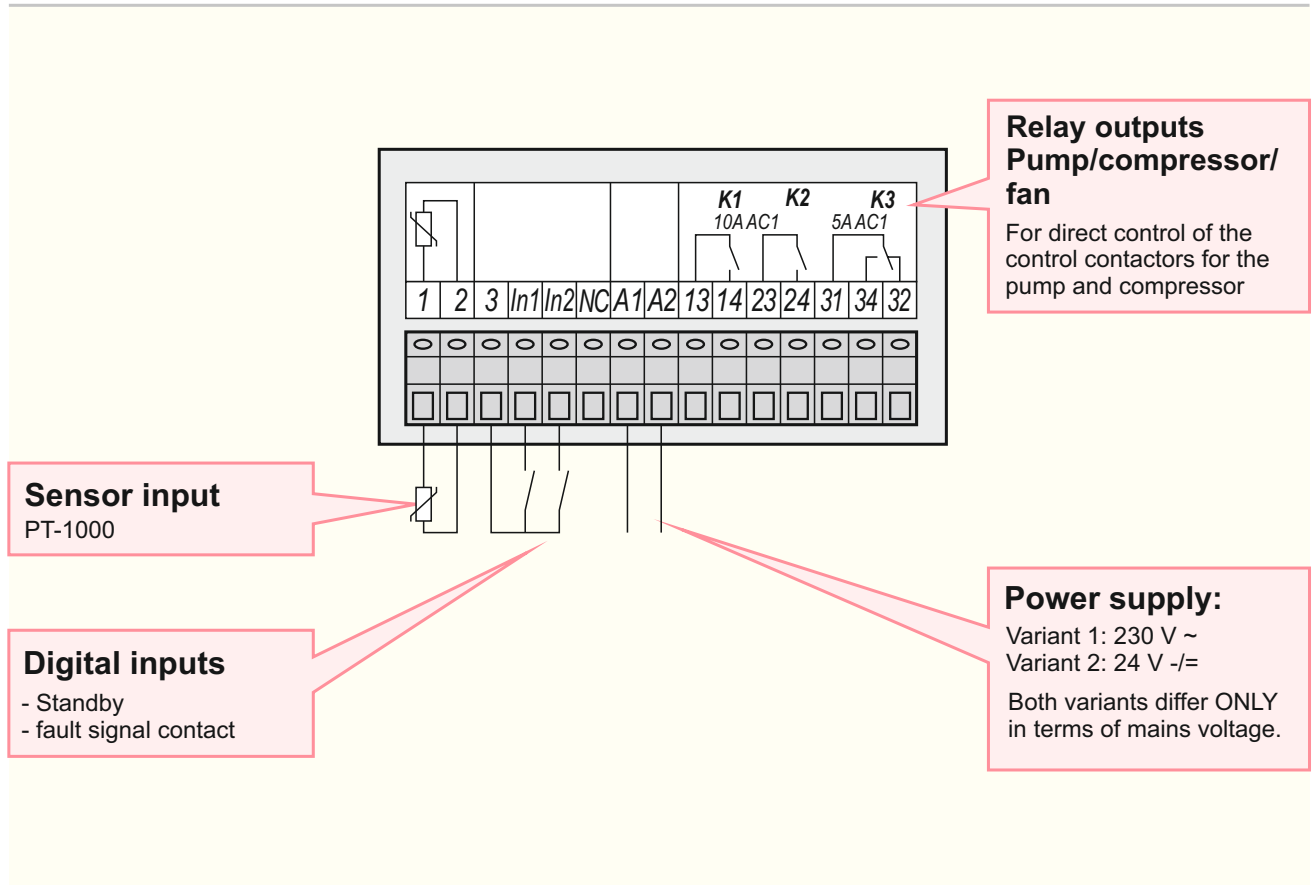 Relay outputs
Pump/compressor/
fan
For direct control of the
control contactors for the
pump and compressor
K1 K2 K3
10A AC1 5A AC1
1 2 3 In1 In2 NC A1 A2 13 14 23 24 31 34 32
Sensor input
PT-1000
Digital inputs
- Standby
- fault signal contact
Power supply:
Variant 1: 230 V ~
Variant 2: 24 V -/=
Both variants differ ONLY
in terms of mains voltage.